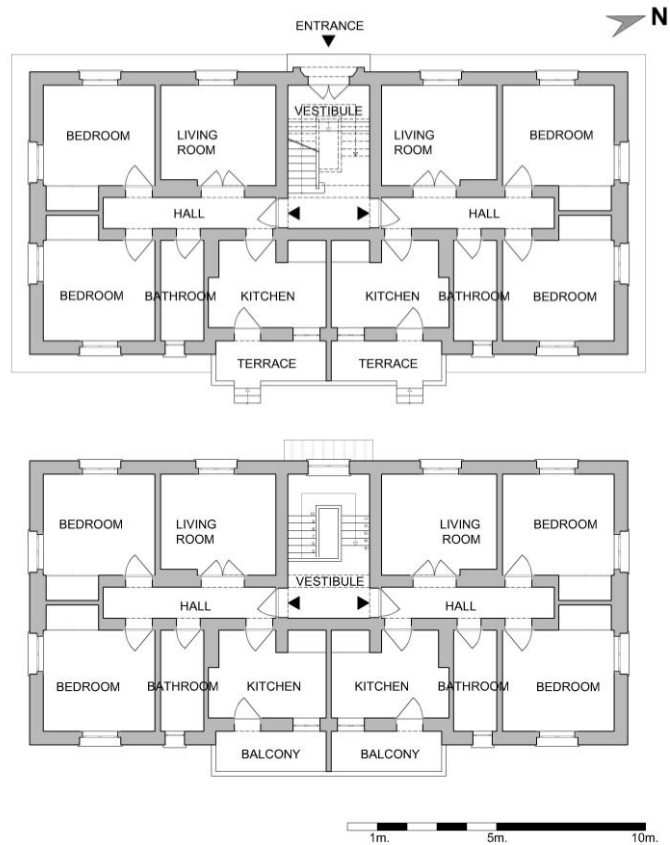 ENTRANCE
N
VESTIBULE
BEDROOM
LIVING
ROOM
LIVING
ROOM
BEDROOM
HALL
HALL
BEDROOM
BATHROOM
KITCHEN
KITCHEN
BATHROOM
BEDROOM
TERRACE
TERRACE
BEDROOM
LIVING
ROOM
LIVING
ROOM
BEDROOM
VESTIBULE
HALL
HALL
BEDROOM
BATHROOM
KITCHEN
KITCHEN
BATHROOM
BEDROOM
BALCONY
BALCONY
1m.
5m.
10m.